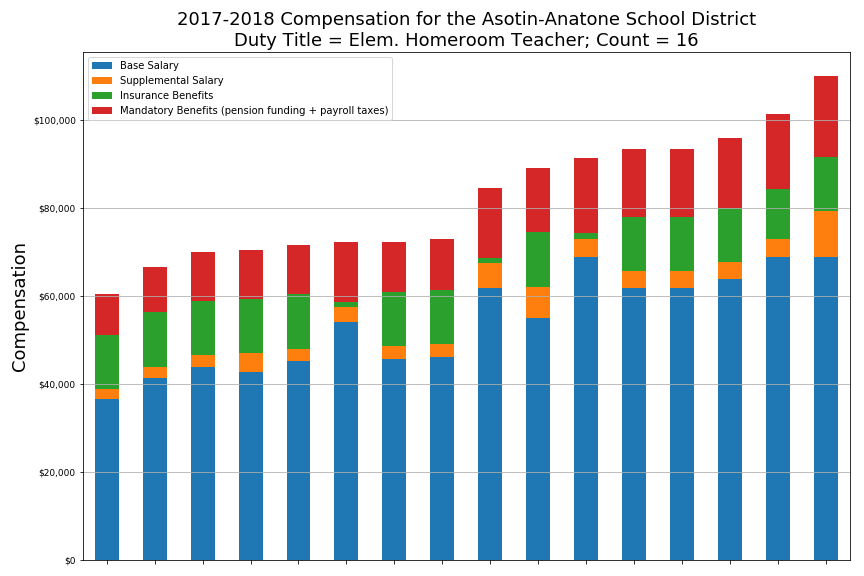 2017-2018 Compensation for the Asotin-Anatone School District
Duty Title = Elem. Homeroom Teacher; Count = 16
Base Salary
Supplemental Salary
Insurance Benefits
Mandatory Benefits (pension funding + payroll taxes)
Compensation
$100,000
$80,000
$60,000
$40,000
$20,000
$0